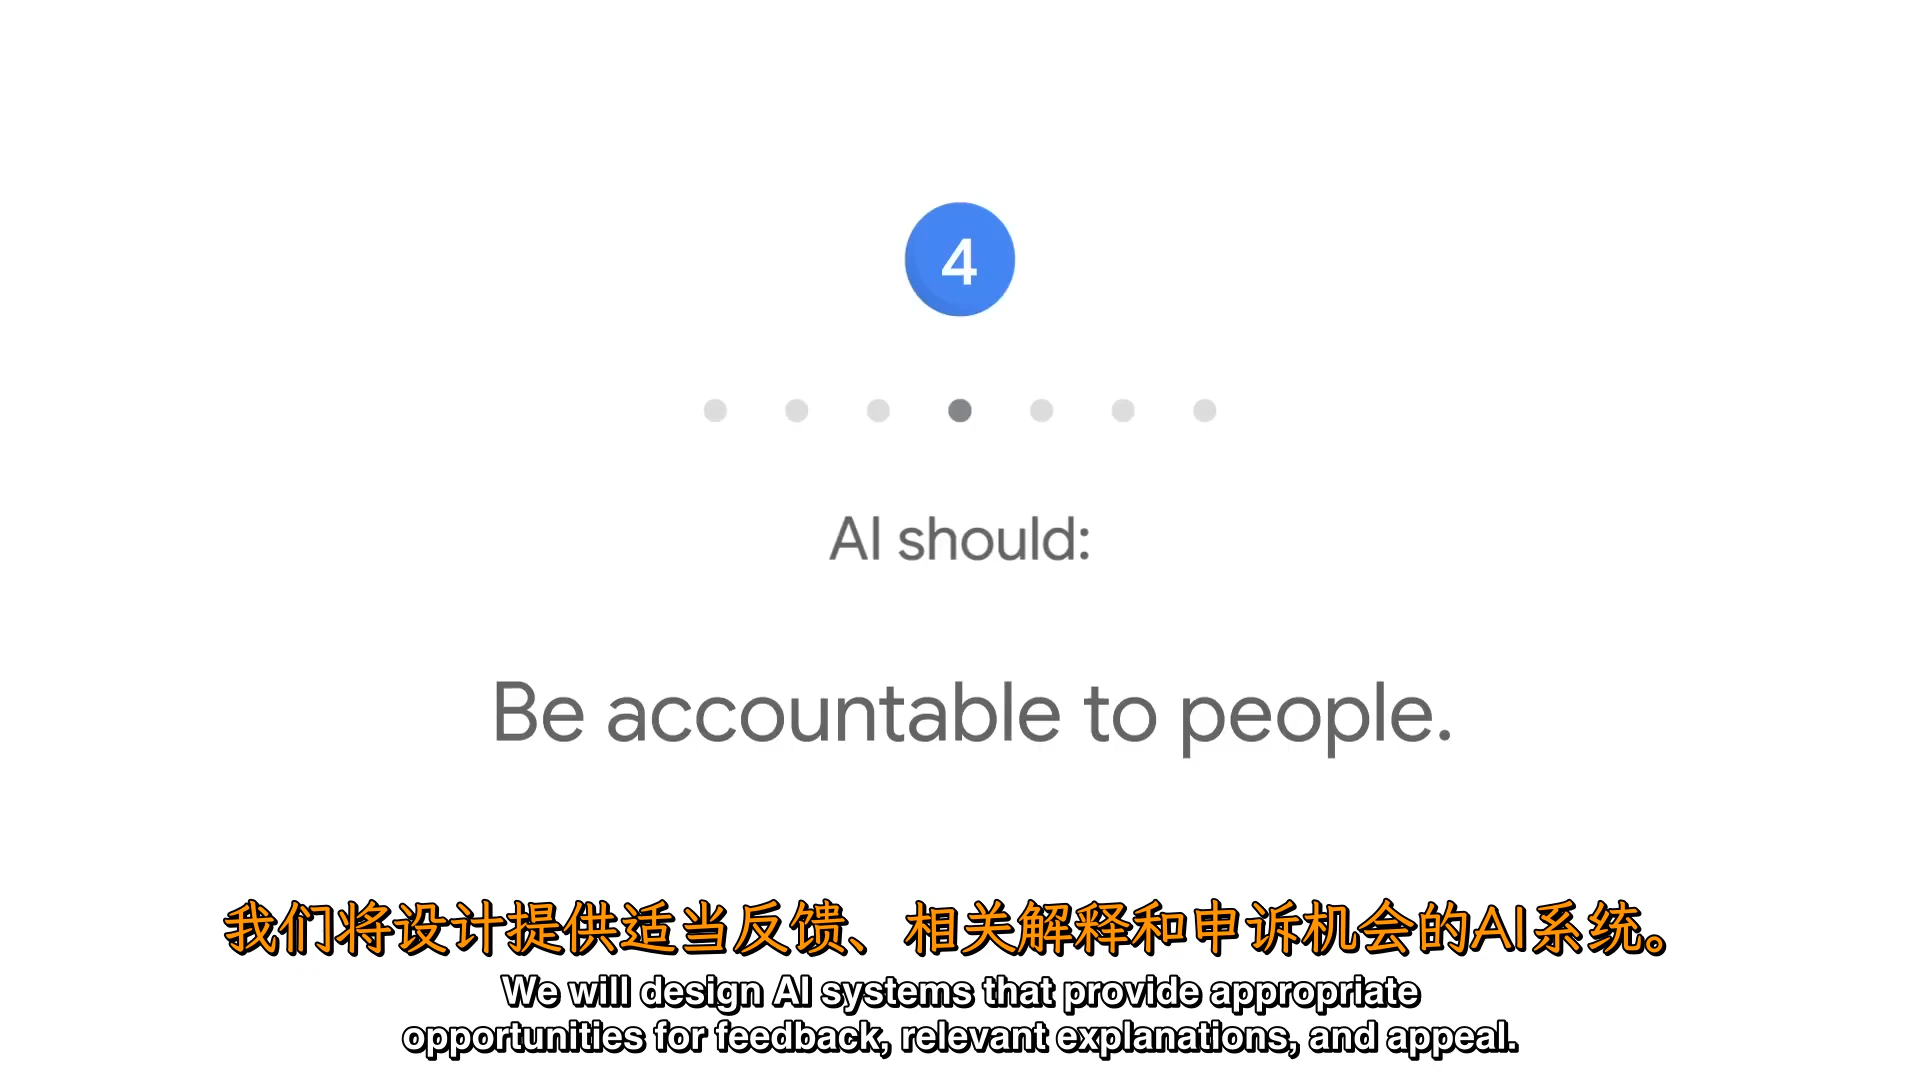 4
AI should:
Be accountable to people.
我们将设计提供适当反馈、相关解释和申诉机会的AI系统。
We will design AI systems that provide appropriate
opportunities for feedback, relevant explanations, and appeal.